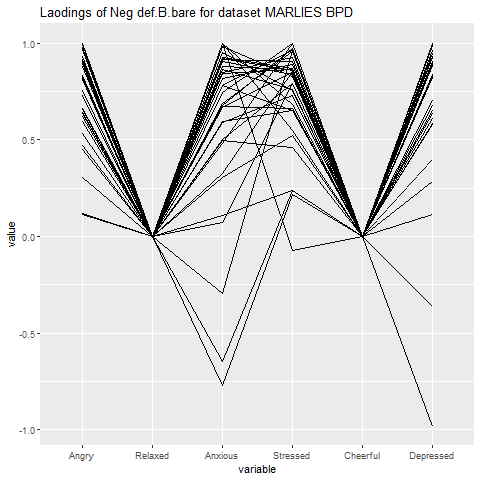 Laodings of Neg def.B.bare for dataset MARLIES BPD
value
1.0
0.5
0.0
-0.5
-1.0
Angry Relaxed Anxious Stressed Cheerful Depressed
variable